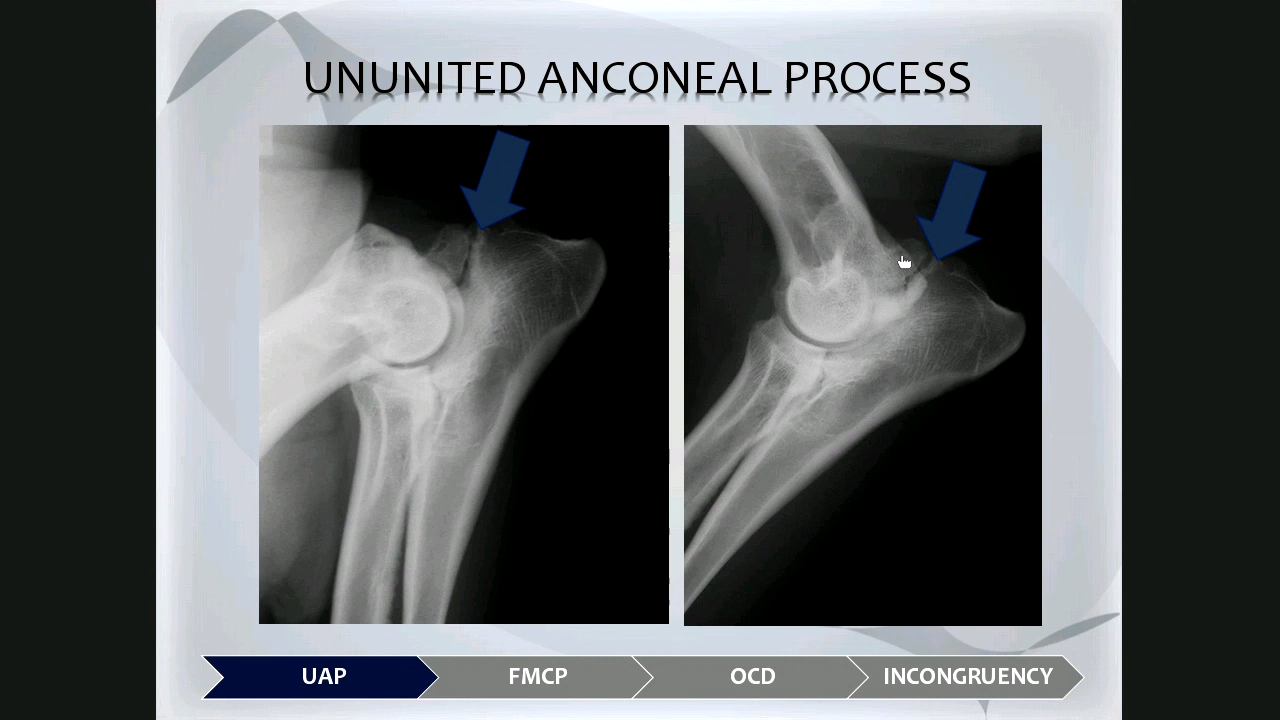 UNUNITED ANCONEAL PROCESS
UAP
FMCP
OCD
INCONGRUENCY